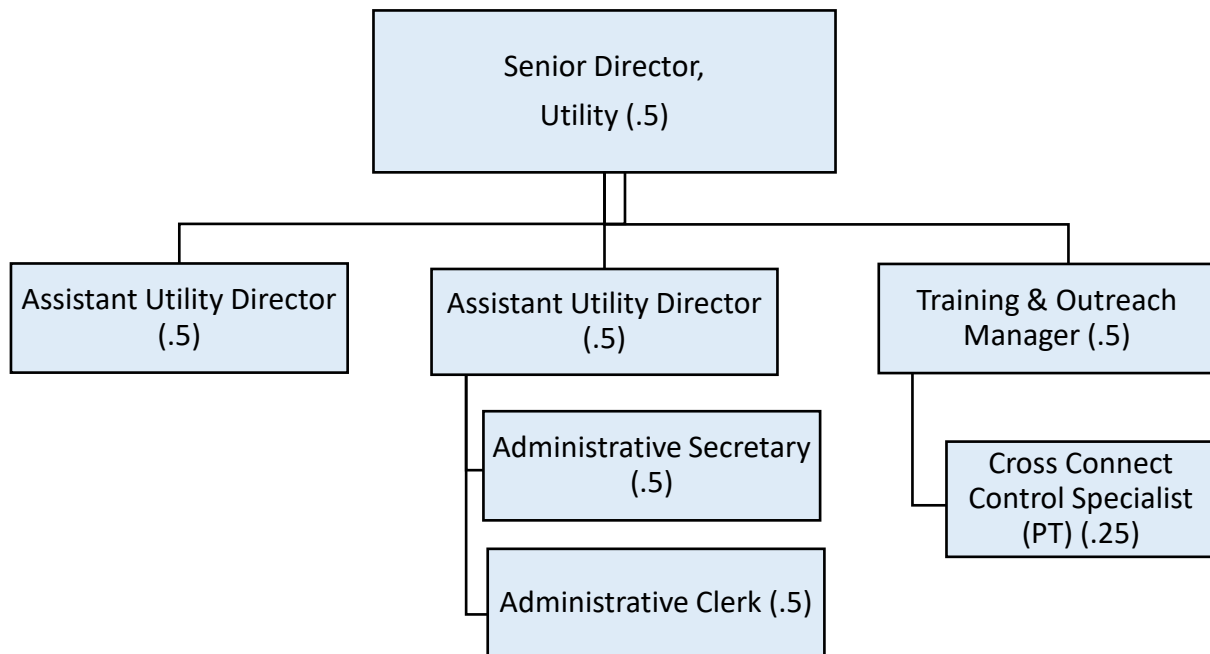 Senior Director,
Utility (.5)
Assistant Utility Director
(.5)
Assistant Utility Director
(.5)
Administrative Secretary
(.5)
Administrative Clerk (.5)
Training & Outreach
Manager (.5)
Cross Connect
Control Specialist
(PT) (.25)